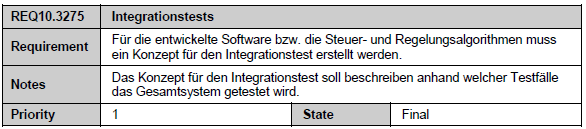 REQ10.3275 Integrationstests
Requirement Für die entwickelte Software bzw. die Steuer- und Regelungsalgorithmen muss
ein Konzept für den Integrationstest erstellt werden.
Notes Das Konzept für den Integrationstest soll beschreiben anhand welcher Testfälle
das Gesamtsystem getestet wird.
Priority 1 State Final